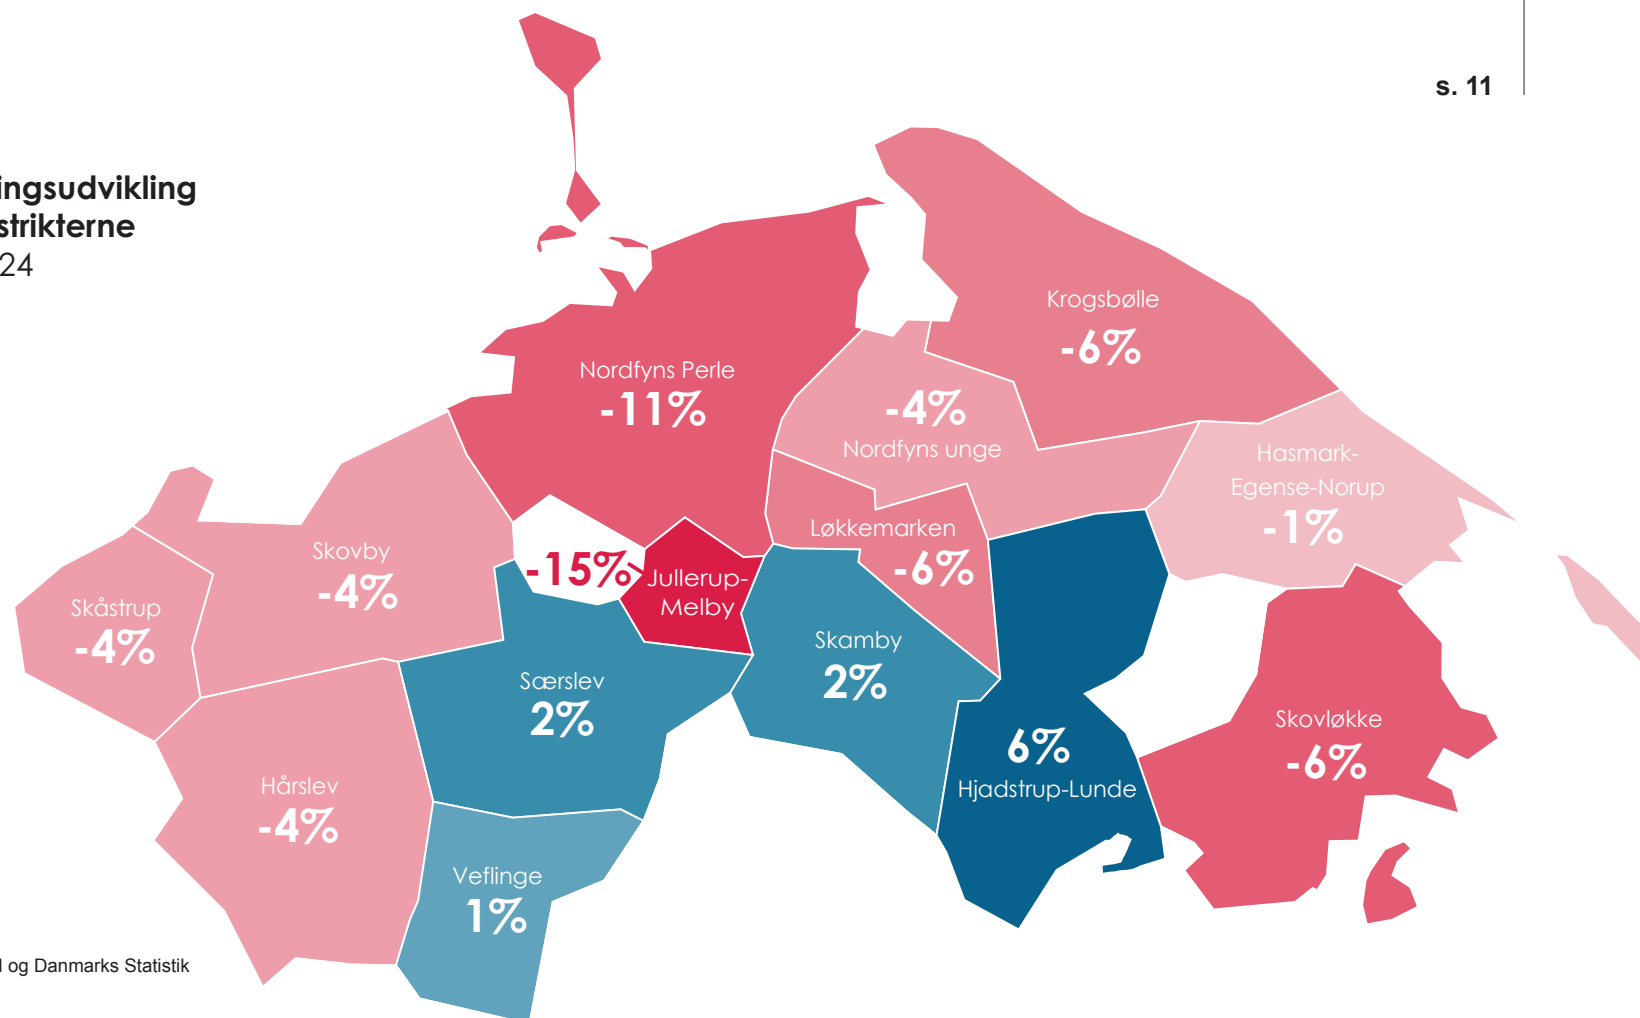 s. 11
ingsudvikling
strikterne
24
Krogsbølle
-6%
Nordfyns Perle
-11%
-4%
Nordfyns unge
Hasmark-
Egense-Norup
-1%
Løkkemarken
-6%
Skovby
-4%
-15%
Jullerup-
Melby
Skåstrup
-4%
Skamby
2%
Særslev
2%
Skovløkke
-6%
6%
Hjadstrup-Lunde
Hårslev
-4%
Veflinge
1%
l og Danmarks Statistik